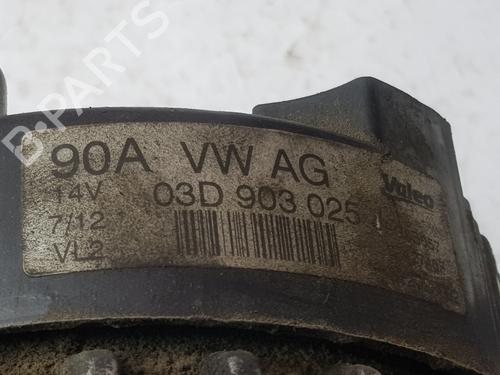 B-PARTS
90A VW AG
14V 03D 903 025
7/12
VL2
Valeo